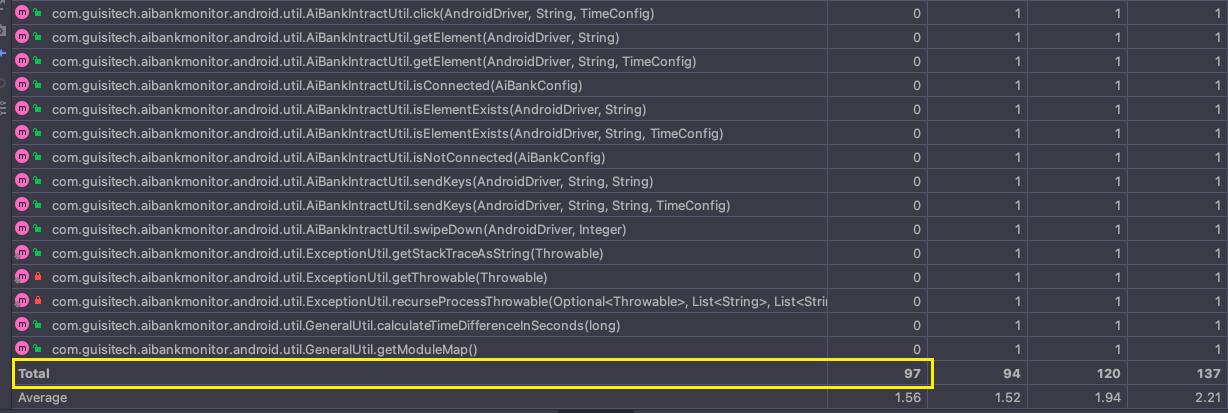 com.guisitech.aibankmonitor.android.util.AiBankIntractUtil.click(AndroidDriver, String, TimeConfig) 0 1 1 1
com.guisitech.aibankmonitor.android.util.AiBankIntractUtil.getElement(AndroidDriver, String) 0 1 1 1
com.guisitech.aibankmonitor.android.util.AiBankIntractUtil.getElement(AndroidDriver, String, TimeConfig) 0 1 1 1
com.guisitech.aibankmonitor.android.util.AiBankIntractUtil.isConnected(AiBankConfig) 0 1 1 1
com.guisitech.aibankmonitor.android.util.AiBankIntractUtil.isElementExists(AndroidDriver, String) 0 1 1 1
com.guisitech.aibankmonitor.android.util.AiBankIntractUtil.isElementExists(AndroidDriver, String, TimeConfig) 0 1 1 1
com.guisitech.aibankmonitor.android.util.AiBankIntractUtil.isNotConnected(AiBankConfig) 0 1 1 1
com.guisitech.aibankmonitor.android.util.AiBankIntractUtil.sendKeys(AndroidDriver, String, String) 0 1 1 1
com.guisitech.aibankmonitor.android.util.AiBankIntractUtil.sendKeys(AndroidDriver, String, String, TimeConfig) 0 1 1 1
com.guisitech.aibankmonitor.android.util.AiBankIntractUtil.swipeDown(AndroidDriver, Integer) 0 1 1 1
com.guisitech.aibankmonitor.android.util.ExceptionUtil.getStackTraceAsString(Throwable) 0 1 1 1
com.guisitech.aibankmonitor.android.util.ExceptionUtil.getThrowable(Throwable) 0 1 1 1
com.guisitech.aibankmonitor.android.util.ExceptionUtil.recurseProcessThrowable(Optional<Throwable>, List<String>, List<Strin 0 1 1 1
com.guisitech.aibankmonitor.android.util.GeneralUtil.calculateTimeDifferenceInSeconds(long) 0 1 1 1
com.guisitech.aibankmonitor.android.util.GeneralUtil.getModuleMap() 0 1 1 1
Total 97 94 120 137
Average 1.56 1.52 1.94 2.21